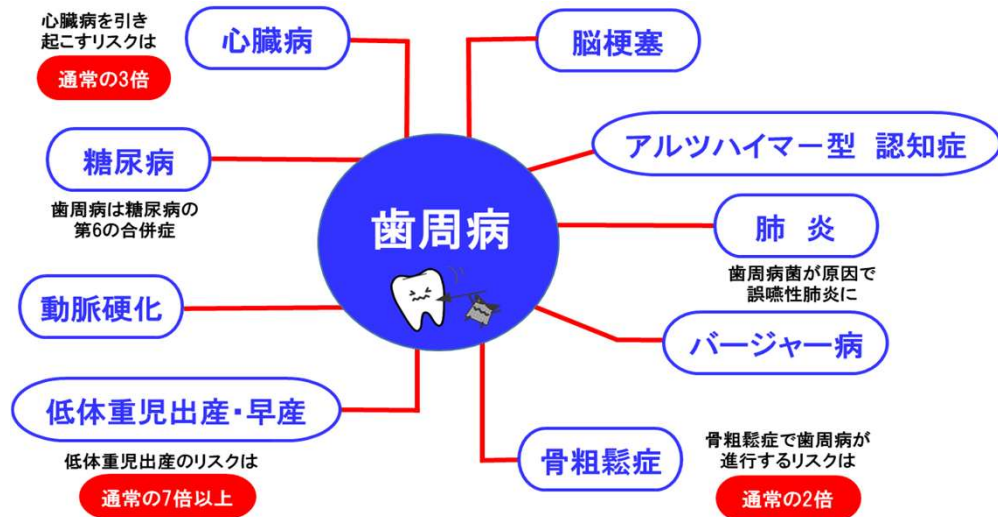 心臓病を引き
起こすリスクは
通常の3倍
心臓病
脳梗塞
糖尿病
歯周病は糖尿病の
第6の合併症
アルツハイマー型 認知症
歯周病
肺 炎
歯周病菌が原因で
誤嚥性肺炎に
動脈硬化
バージャー病
低体重児出産・早産
低体重児出産のリスクは
通常の7倍以上
骨粗鬆症
骨粗鬆症で歯周病が
進行するリスクは
通常の2倍